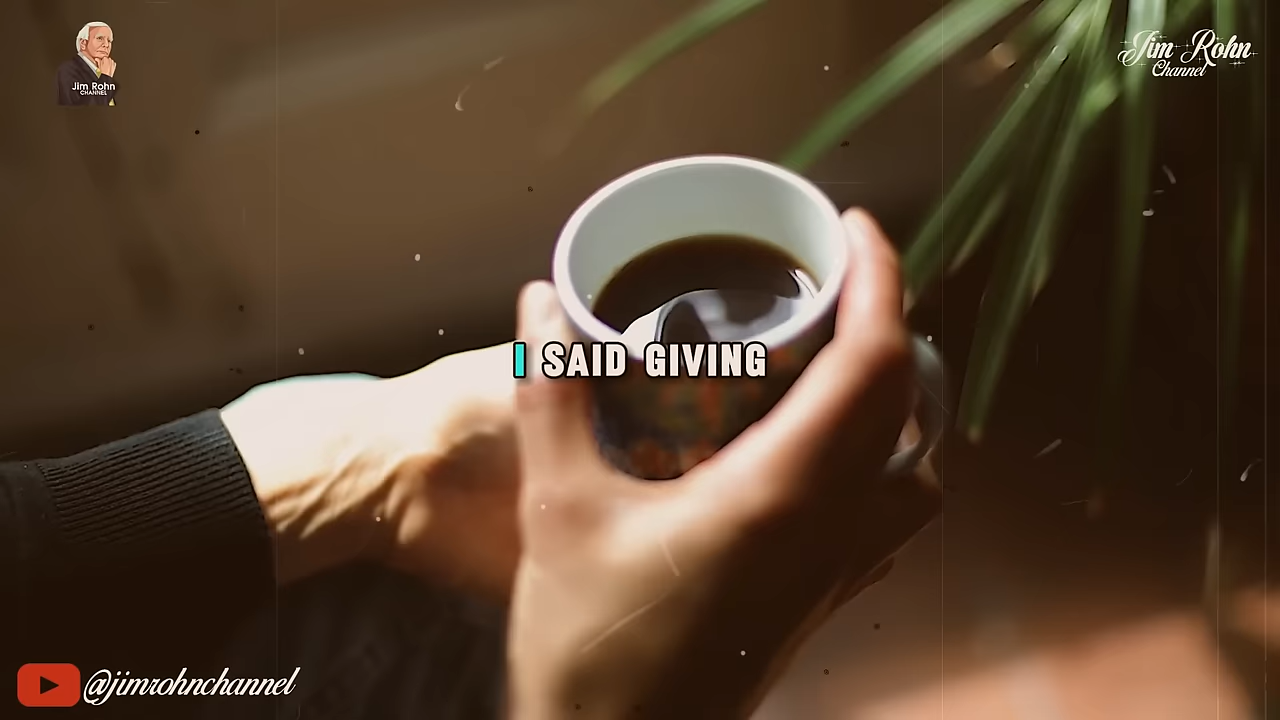 Jim Rohn
CHANNEL
Jim Rohn
Channel
I SAID GIVING
@jimrohnchannel